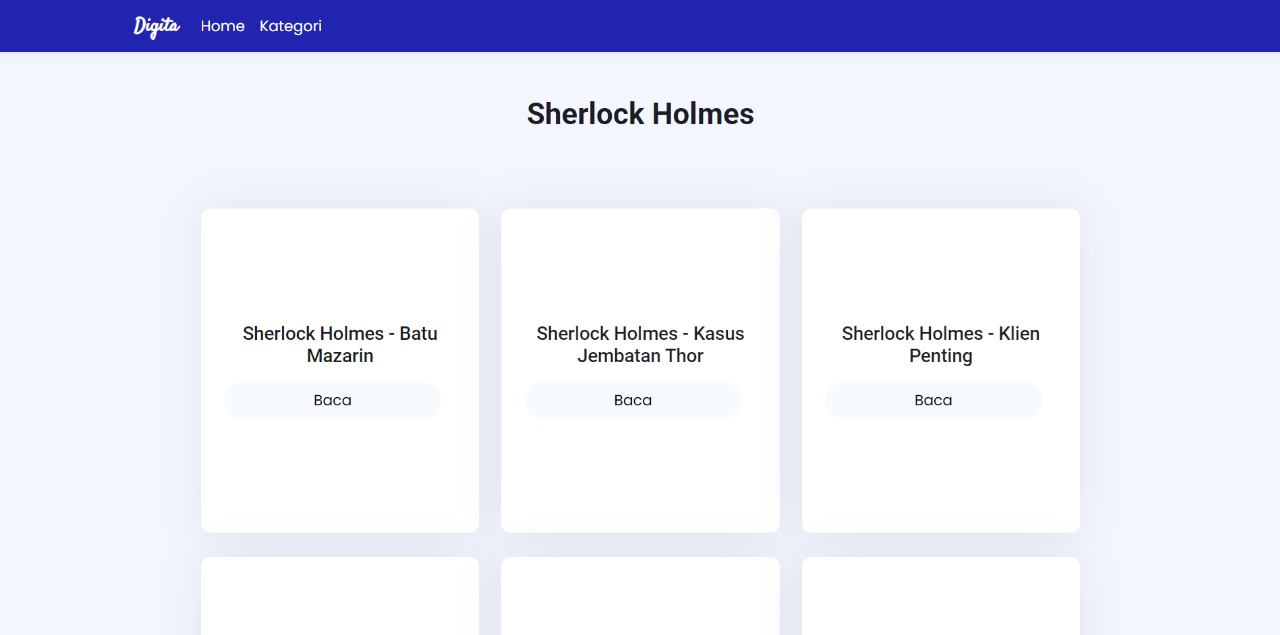 Digita Home Kategori
Sherlock Holmes
Sherlock Holmes - Batu
Mazarin
Baca
Sherlock Holmes - Kasus
Jembatan Thor
Baca
Sherlock Holmes - Klien
Penting
Baca